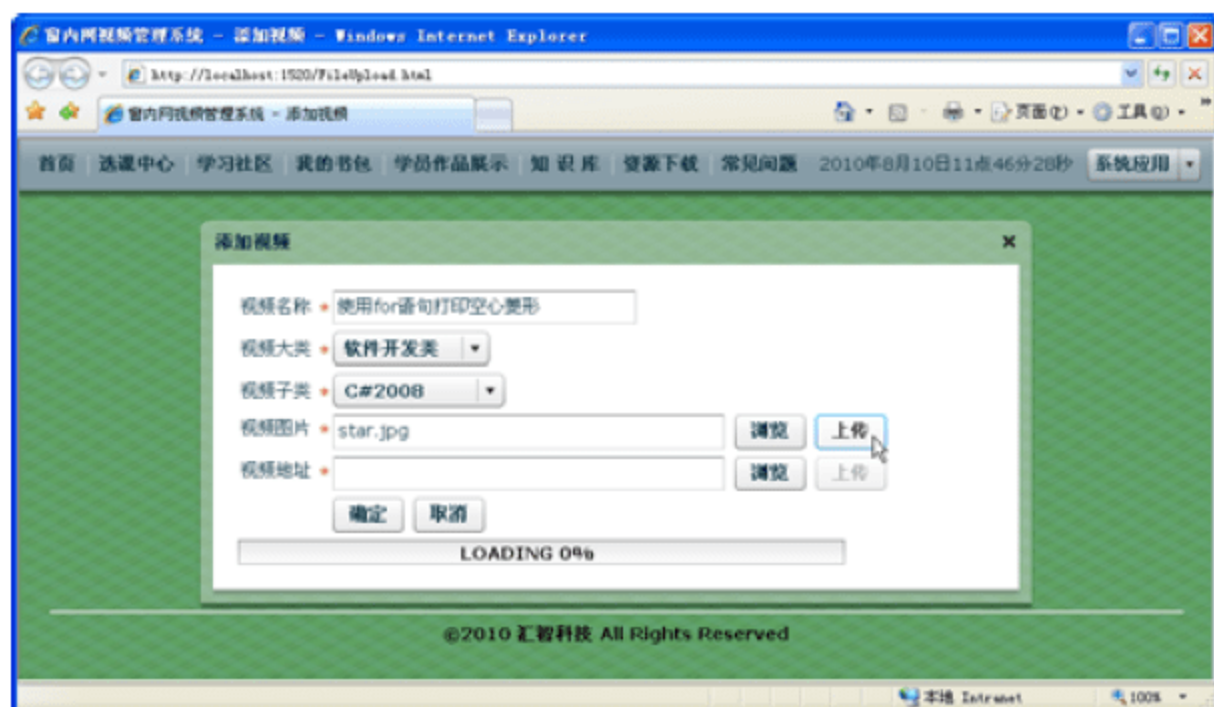 窗内网视频管理系统 - 添加视频 - Windows Internet Explorer
http://localhost:1520/FileUpload.html
窗内网视频管理系统 - 添加视频 页面(P) 工具(O) »
首页 选课中心 学习社区 我的书包 学员作品展示 知识库 资源下载 常见问题 2010年8月10日11点46分28秒 系统应用
添加视频
视频名称 * 使用for语句打印空心菱形
视频大类 * 软件开发类
视频子类 * C#2008
视频图片 * star.jpg 浏览 上传
视频地址 * 浏览 上传
确定 取消
LOADING 0%
©2010 汇智科技 All Rights Reserved
本地 Intranet 100%